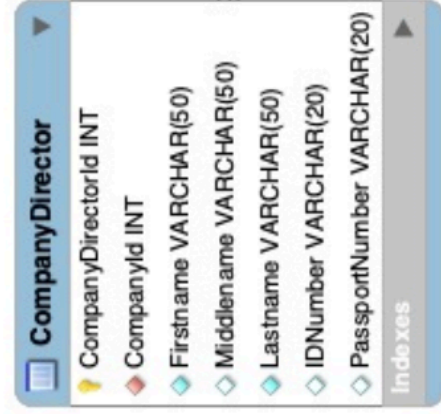 CompanyDirector
CompanyDirectorId INT
CompanyId INT
Firstname VARCHAR(50)
Middlename VARCHAR(50)
Lastname VARCHAR(50)
IDNumber VARCHAR(20)
PassportNumber VARCHAR(20)
Indexes